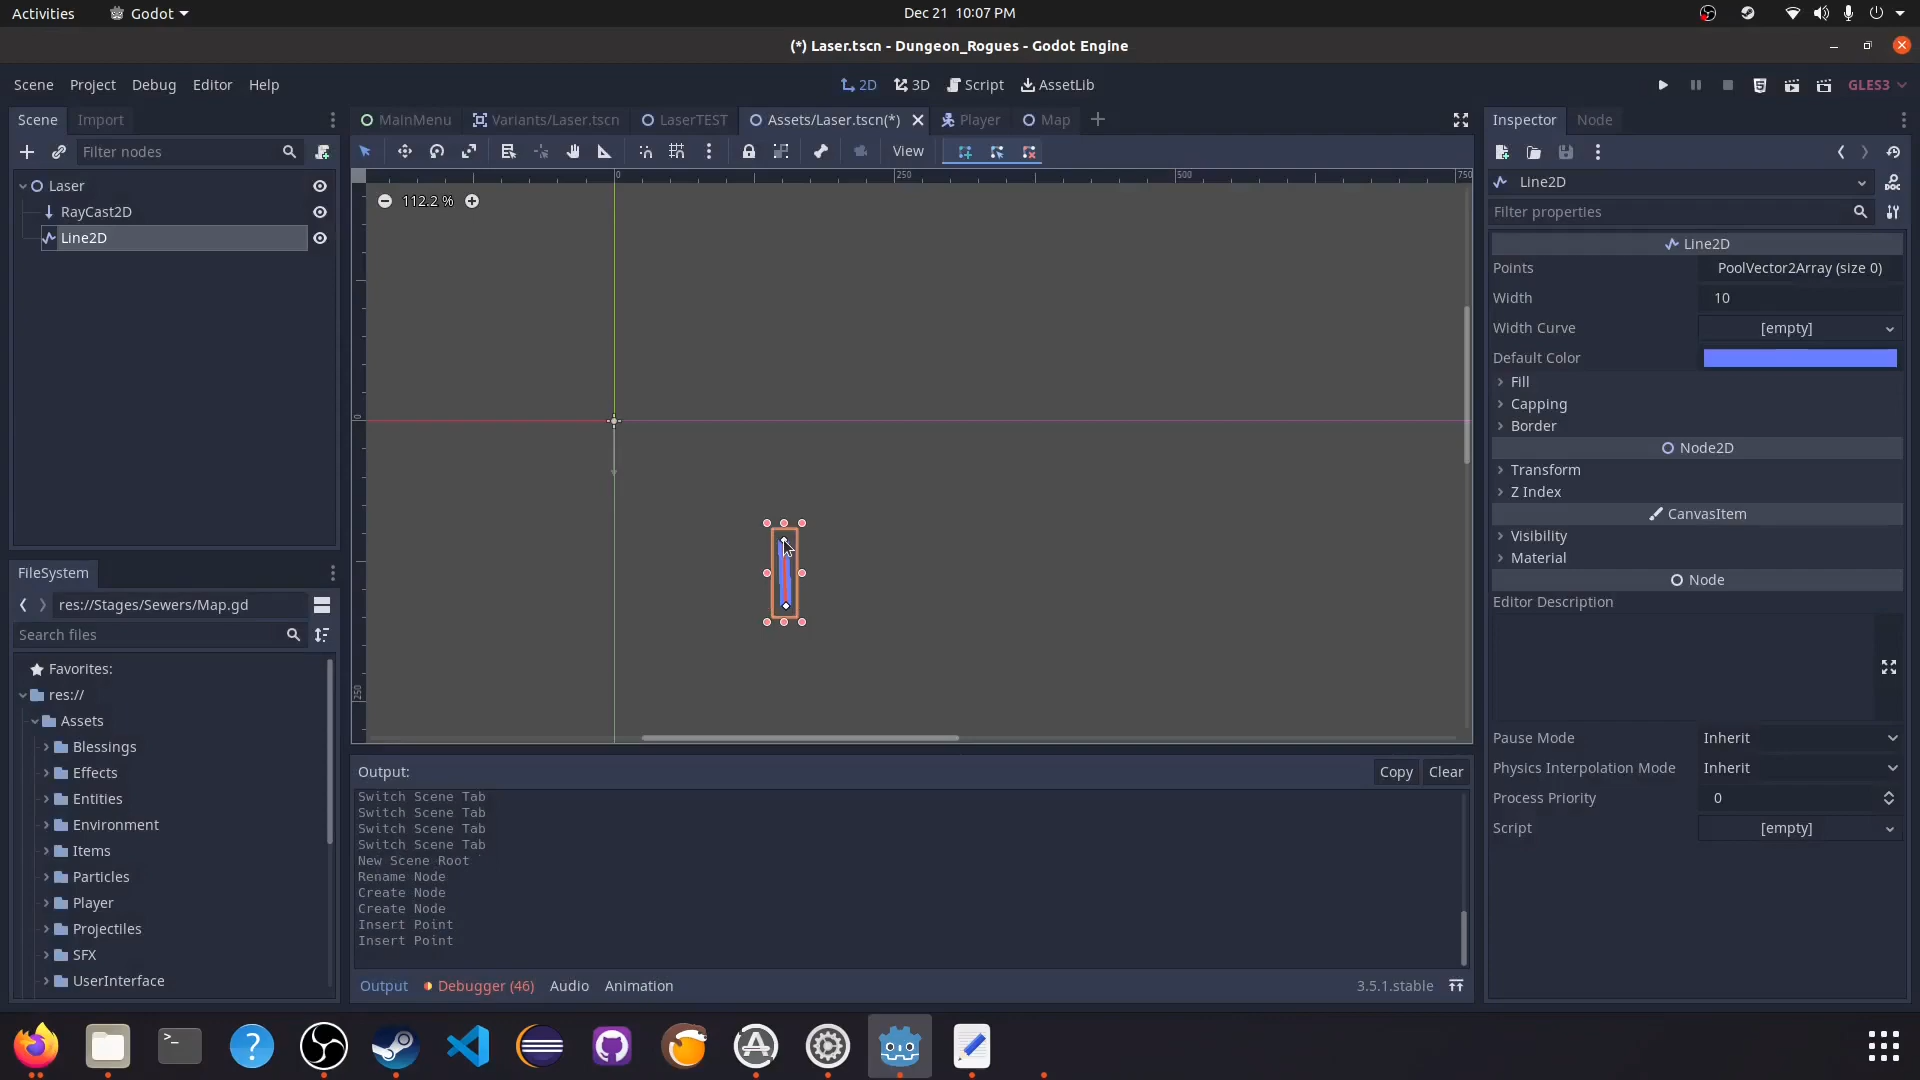 Activities
Godot
Dec 21 10:07 PM
(*) Laser.tscn - Dungeon_Rogues - Godot Engine
Scene Project Debug Editor Help
2D 3D Script AssetLib
GLES3
Scene Import
Filter nodes
Laser
RayCast2D
Line2D
FileSystem
res://Stages/Sewers/Map.gd
Search files
Favorites:
res://
Assets
Blessings
Effects
Entities
Environment
Items
Particles
Player
Projectiles
SFX
UserInterface
MainMenu Variants/Laser.tscn LaserTEST Assets/Laser.tscn(*) Player Map
View
0 250 500 750
112.2 %
0
250
Output:
Copy Clear
Switch Scene Tab
Switch Scene Tab
Switch Scene Tab
Switch Scene Tab
New Scene Root
Rename Node
Create Node
Create Node
Insert Point
Insert Point
Output Debugger (46) Audio Animation
3.5.1.stable
Inspector Node
Line2D
DOC
Filter properties
Line2D
Points PoolVector2Array (size 0)
Width 10
Width Curve [empty]
Default Color
Fill
Capping
Border
Node2D
Transform
Z Index
CanvasItem
Visibility
Material
Node
Editor Description
Pause Mode Inherit
Physics Interpolation Mode Inherit
Process Priority 0
Script [empty]